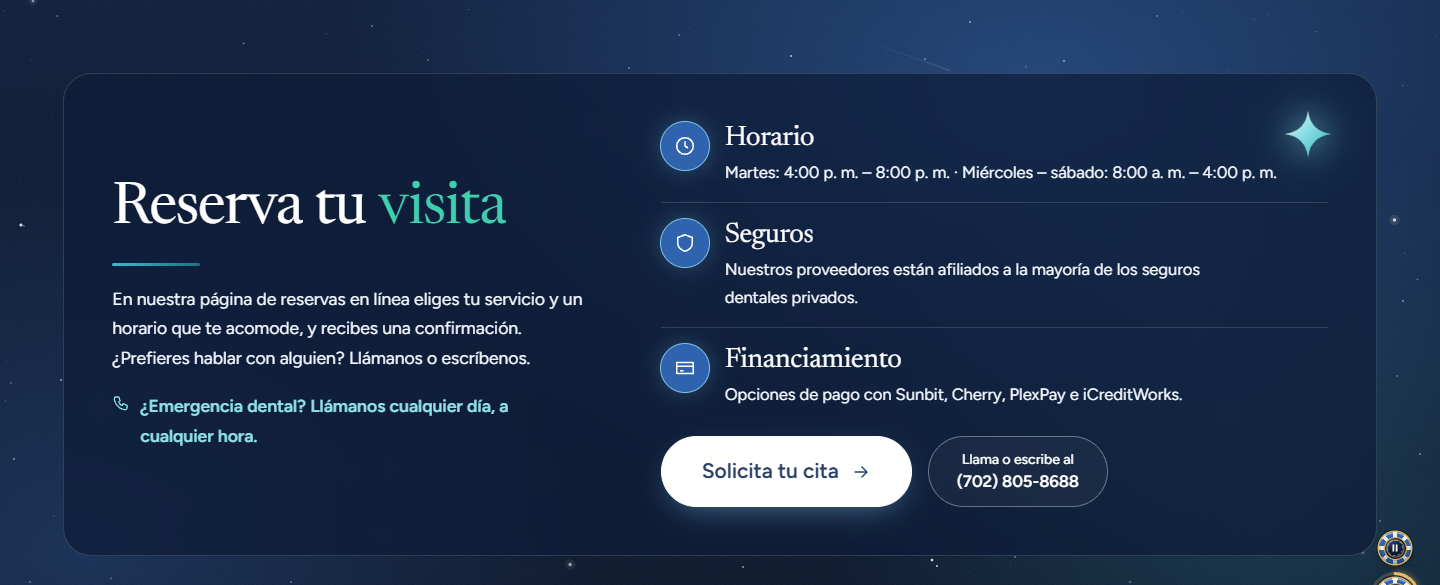 Reserva tu visita
En nuestra página de reservas en línea eliges tu servicio y un
horario que te acomode, y recibes una confirmación.
¿Prefieres hablar con alguien? Llámanos o escríbenos.
¿Emergencia dental? Llámanos cualquier día, a
cualquier hora.
Horario
Martes: 4:00 p. m. – 8:00 p. m. · Miércoles – sábado: 8:00 a. m. – 4:00 p. m.
Seguros
Nuestros proveedores están afiliados a la mayoría de los seguros
dentales privados.
Financiamiento
Opciones de pago con Sunbit, Cherry, PlexPay e iCreditWorks.
Solicita tu cita →
Llama o escribe al
(702) 805-8688